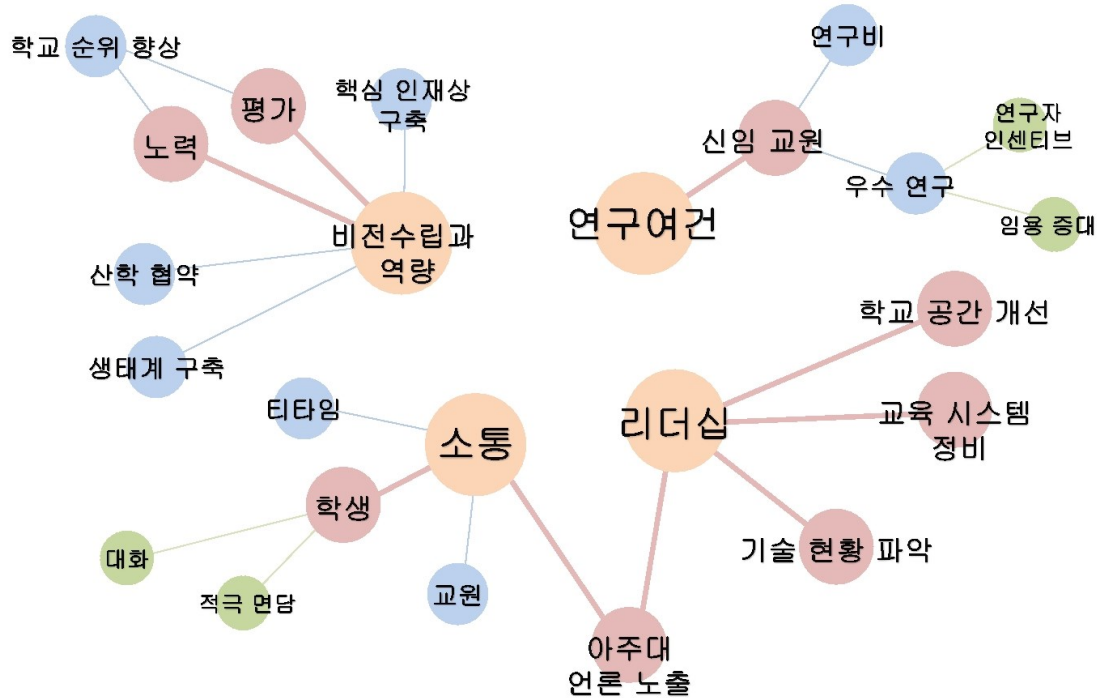 학교 순위 향상
평가
노력
핵심 인재상
구축
비전수립과
역량
산학 협약
생태계 구축
연구비
신임 교원
연구자
인센티브
우수 연구
임용 증대
연구여건
학교 공간 개선
리더십
교육 시스템
정비
기술 현황 파악
티타임
소통
학생
대화
적극 면담
교원
아주대
언론 노출